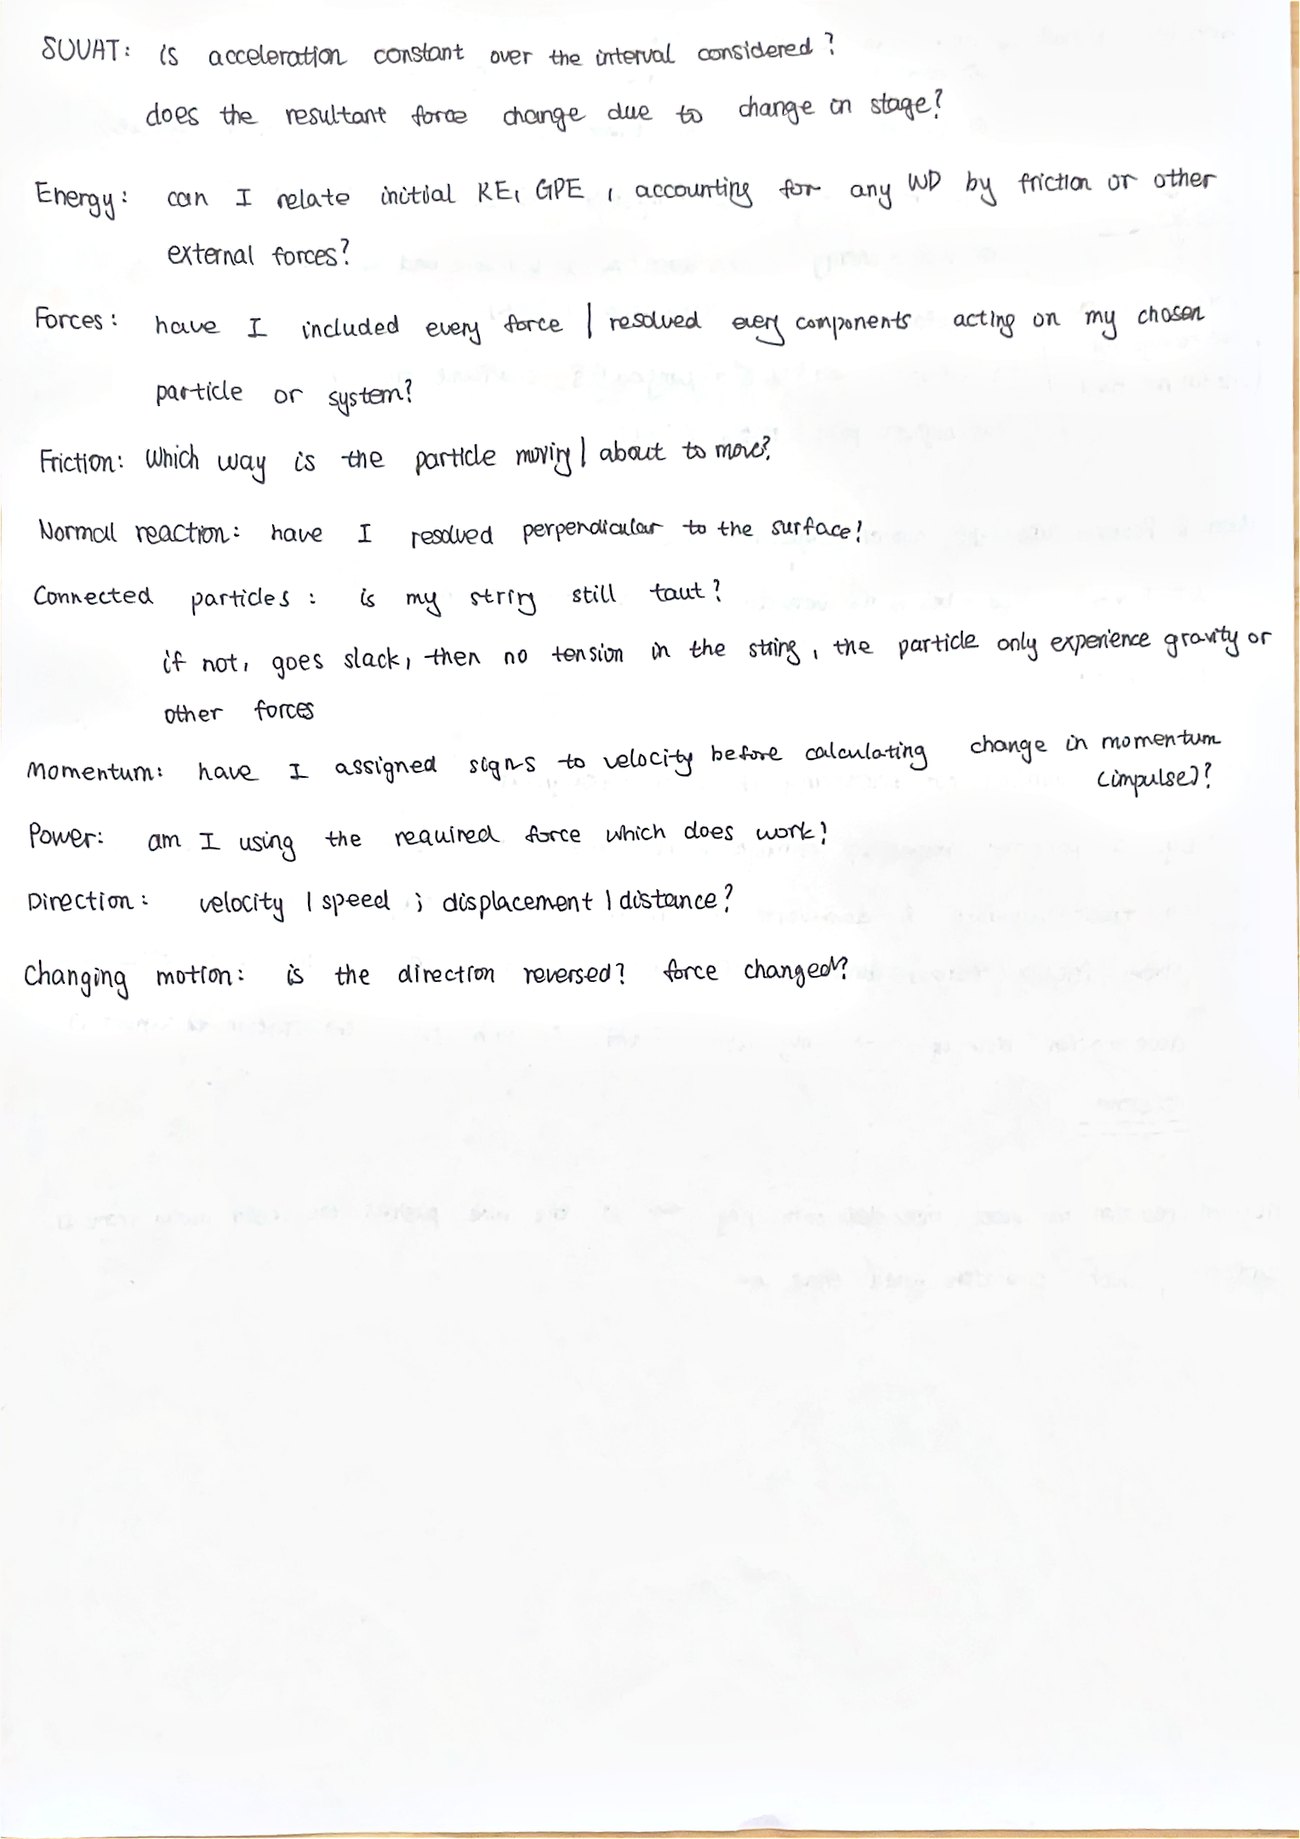 SUVAT: is acceleration constant over the interval considered?
does the resultant force change due to change in stage?
Energy: can I relate initial KE, GPE, accounting for any WD by friction or other
external forces?
Forces: have I included every force | resolved every components acting on my chosen
particle or system?
Friction: Which way is the particle moving | about to move?
Normal reaction: have I resolved perpendicular to the surface?
Connected particles: is my string still taut?
if not, goes slack, then no tension in the string, the particle only experience gravity or
other forces
Momentum: have I assigned signs to velocity before calculating change in momentum
(impulse)?
Power: am I using the required force which does work?
Direction: velocity | speed ; displacement | distance?
Changing motion: is the direction reversed? force changed?